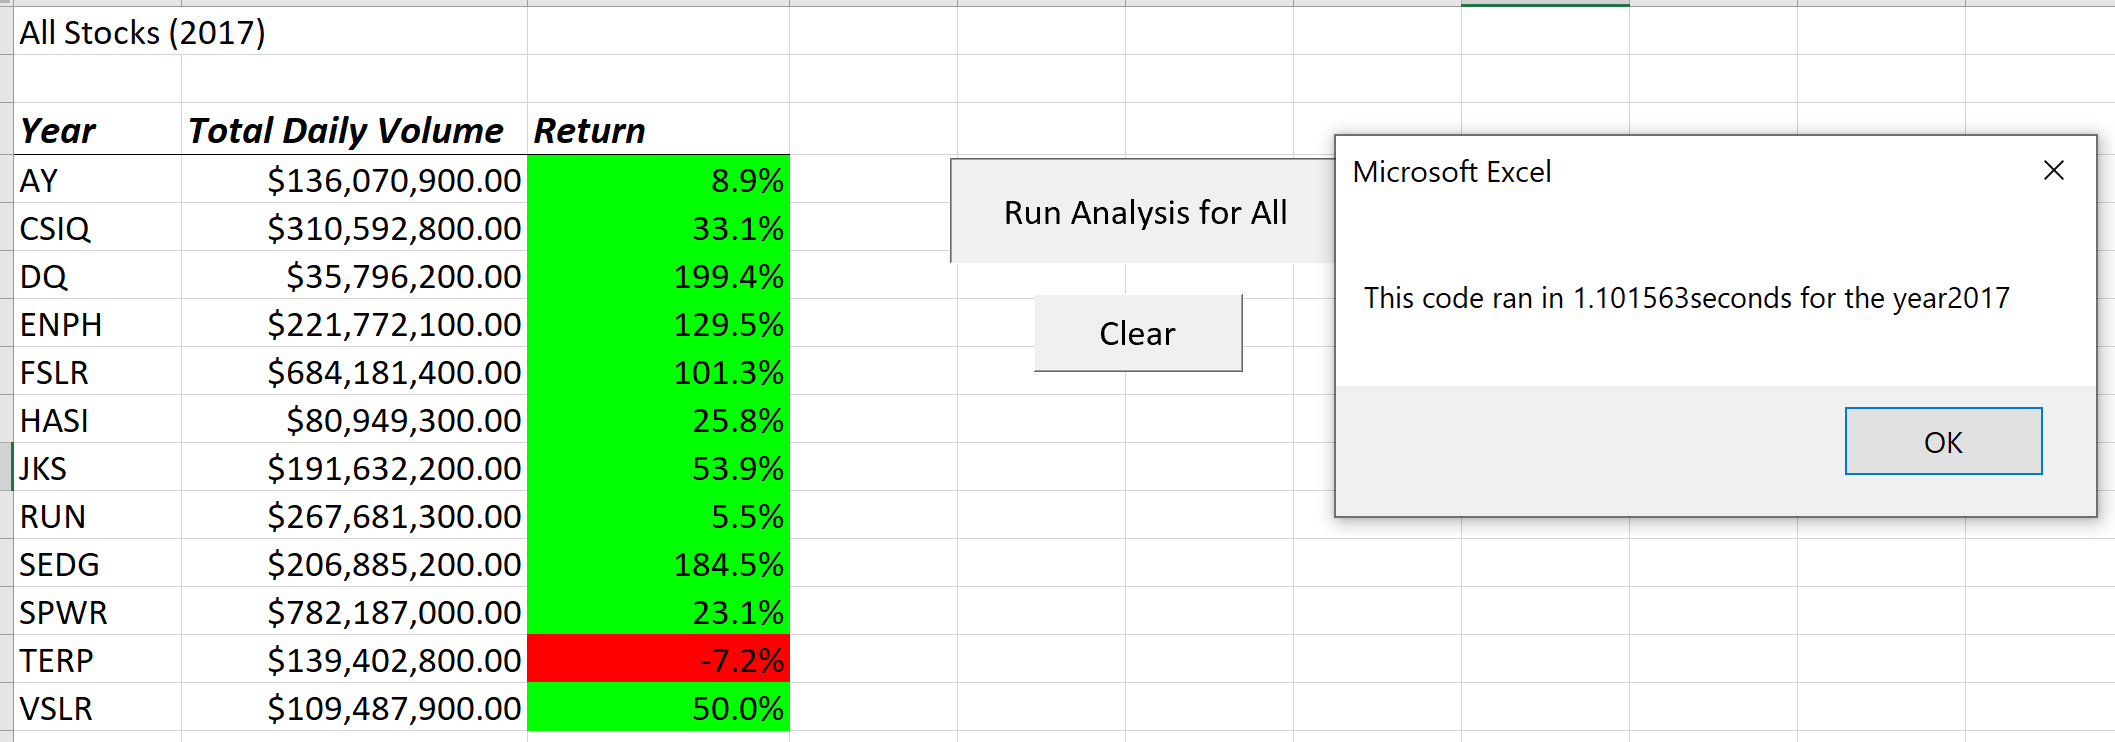 All Stocks (2017)
Year Total Daily Volume Return
AY $136,070,900.00 8.9%
CSIQ $310,592,800.00 33.1%
DQ $35,796,200.00 199.4%
ENPH $221,772,100.00 129.5%
FSLR $684,181,400.00 101.3%
HASI $80,949,300.00 25.8%
JKS $191,632,200.00 53.9%
RUN $267,681,300.00 5.5%
SEDG $206,885,200.00 184.5%
SPWR $782,187,000.00 23.1%
TERP $139,402,800.00 -7.2%
VSLR $109,487,900.00 50.0%
Run Analysis for All
Clear
Microsoft Excel
This code ran in 1.101563seconds for the year2017
OK